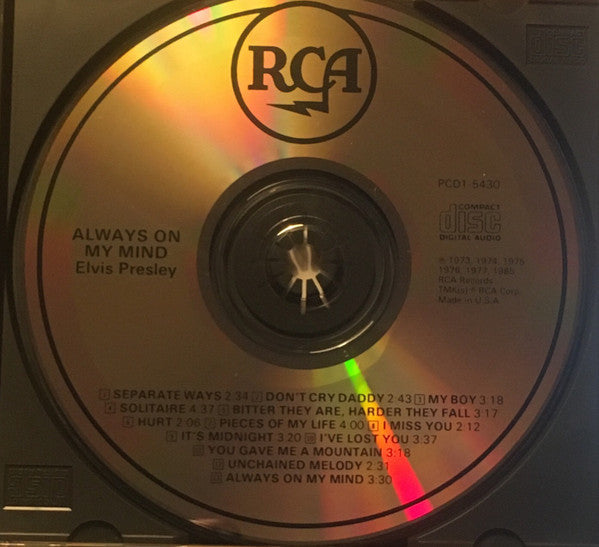 RCA
PCD1-5430
COMPACT
disc
DIGITAL AUDIO
ALWAYS ON
MY MIND
Elvis Presley
℗ 1973, 1974, 1975
1976, 1977, 1985
RCA Records
TMK(s) ® RCA Corp.
Made in U.S.A.
1 SEPARATE WAYS 2:34 2 DON'T CRY DADDY 2:43 3 MY BOY 3:18
4 SOLITAIRE 4:37 5 BITTER THEY ARE, HARDER THEY FALL 3:17
6 HURT 2:06 7 PIECES OF MY LIFE 4:00 8 I MISS YOU 2:12
9 IT'S MIDNIGHT 3:20 10 I'VE LOST YOU 3:37
11 YOU GAVE ME A MOUNTAIN 3:18
12 UNCHAINED MELODY 2:31
13 ALWAYS ON MY MIND 3:30
disc